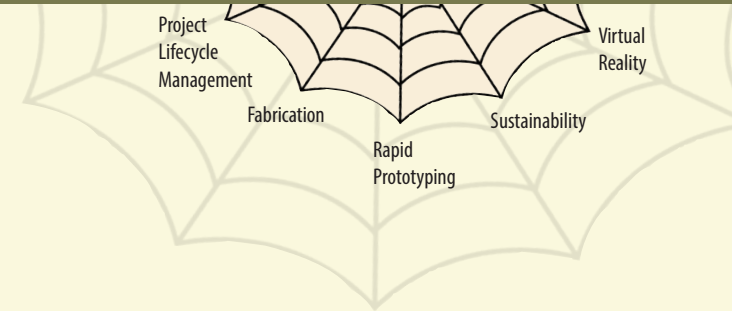 Project
Lifecycle
Management
Virtual
Reality
Fabrication
Sustainability
Rapid
Prototyping